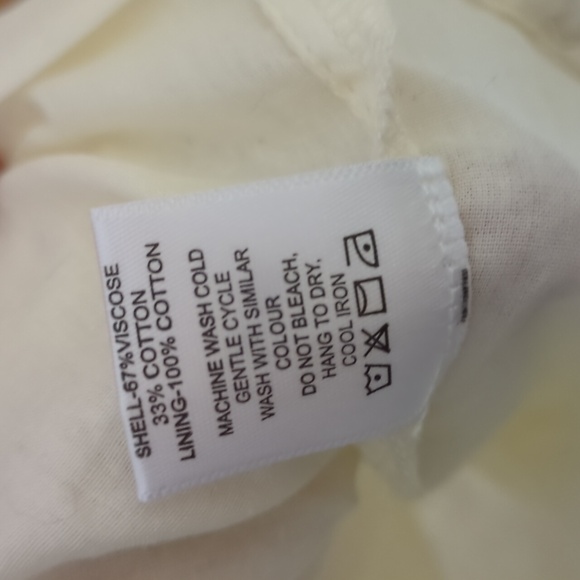 SHELL-67%VISCOSE
33% COTTON
LINING-100% COTTON
MACHINE WASH COLD
GENTLE CYCLE
WASH WITH SIMILAR
COLOUR
DO NOT BLEACH,
HANG TO DRY,
COOL IRON